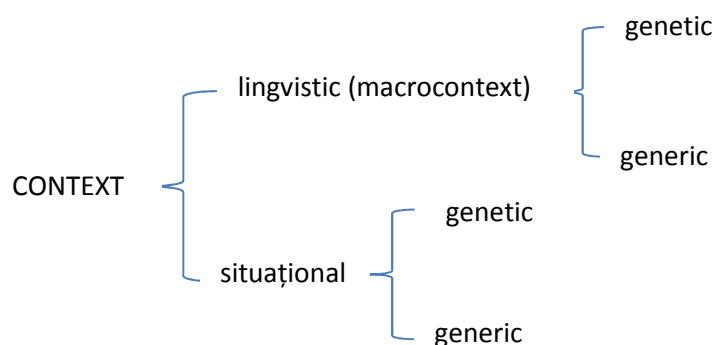 genetic
lingvistic (macrocontext)
generic
CONTEXT
genetic
situațional
generic